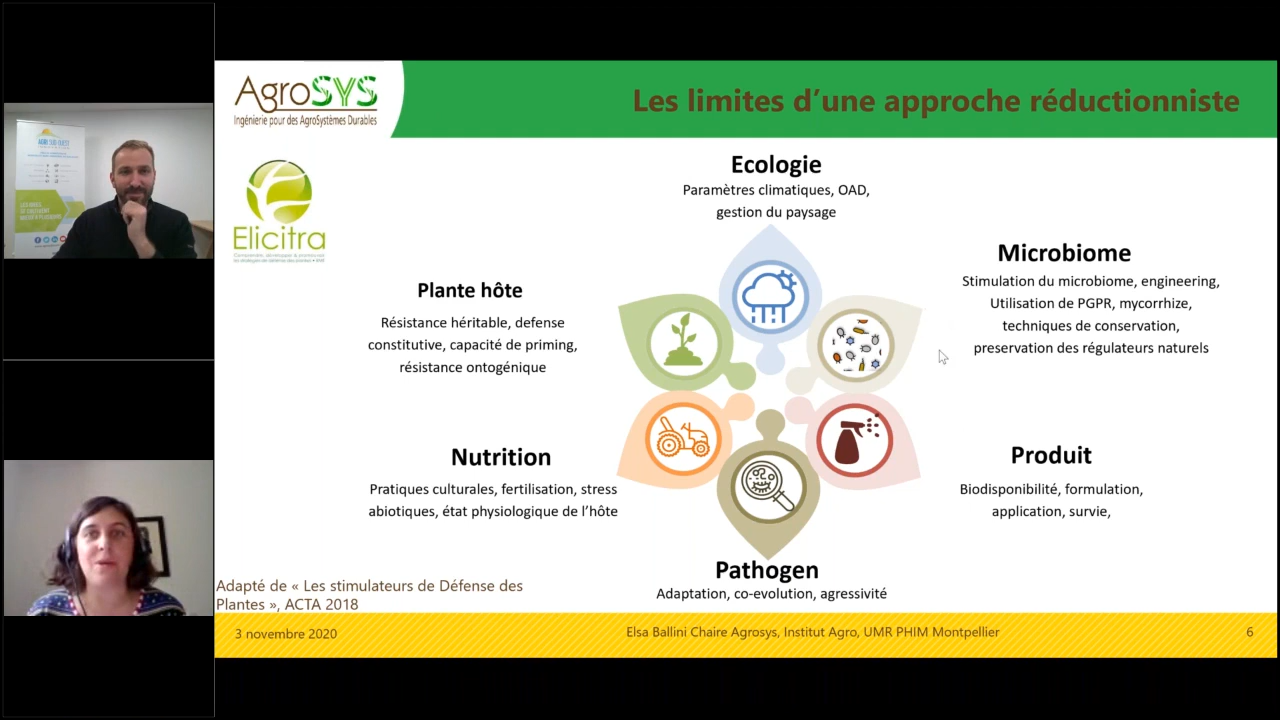 AgroSYS
Ingénierie pour des AgroSystèmes Durables
Les limites d’une approche réductionniste
AGRI SUD OUEST
Elicitra
Ecologie
Paramètres climatiques, OAD,
gestion du paysage
Microbiome
Stimulation du microbiome, engineering,
Utilisation de PGPR, mycorrhize,
techniques de conservation,
preservation des régulateurs naturels
Plante hôte
Résistance héritable, defense
constitutive, capacité de priming,
résistance ontogénique
Nutrition
Pratiques culturales, fertilisation, stress
abiotiques, état physiologique de l’hôte
Produit
Biodisponibilité, formulation,
application, survie,
Pathogen
Adaptation, co-evolution, agressivité
Adapté de « Les stimulateurs de Défense des
Plantes », ACTA 2018
3 novembre 2020
Elsa Ballini Chaire Agrosys, Institut Agro, UMR PHIM Montpellier
6